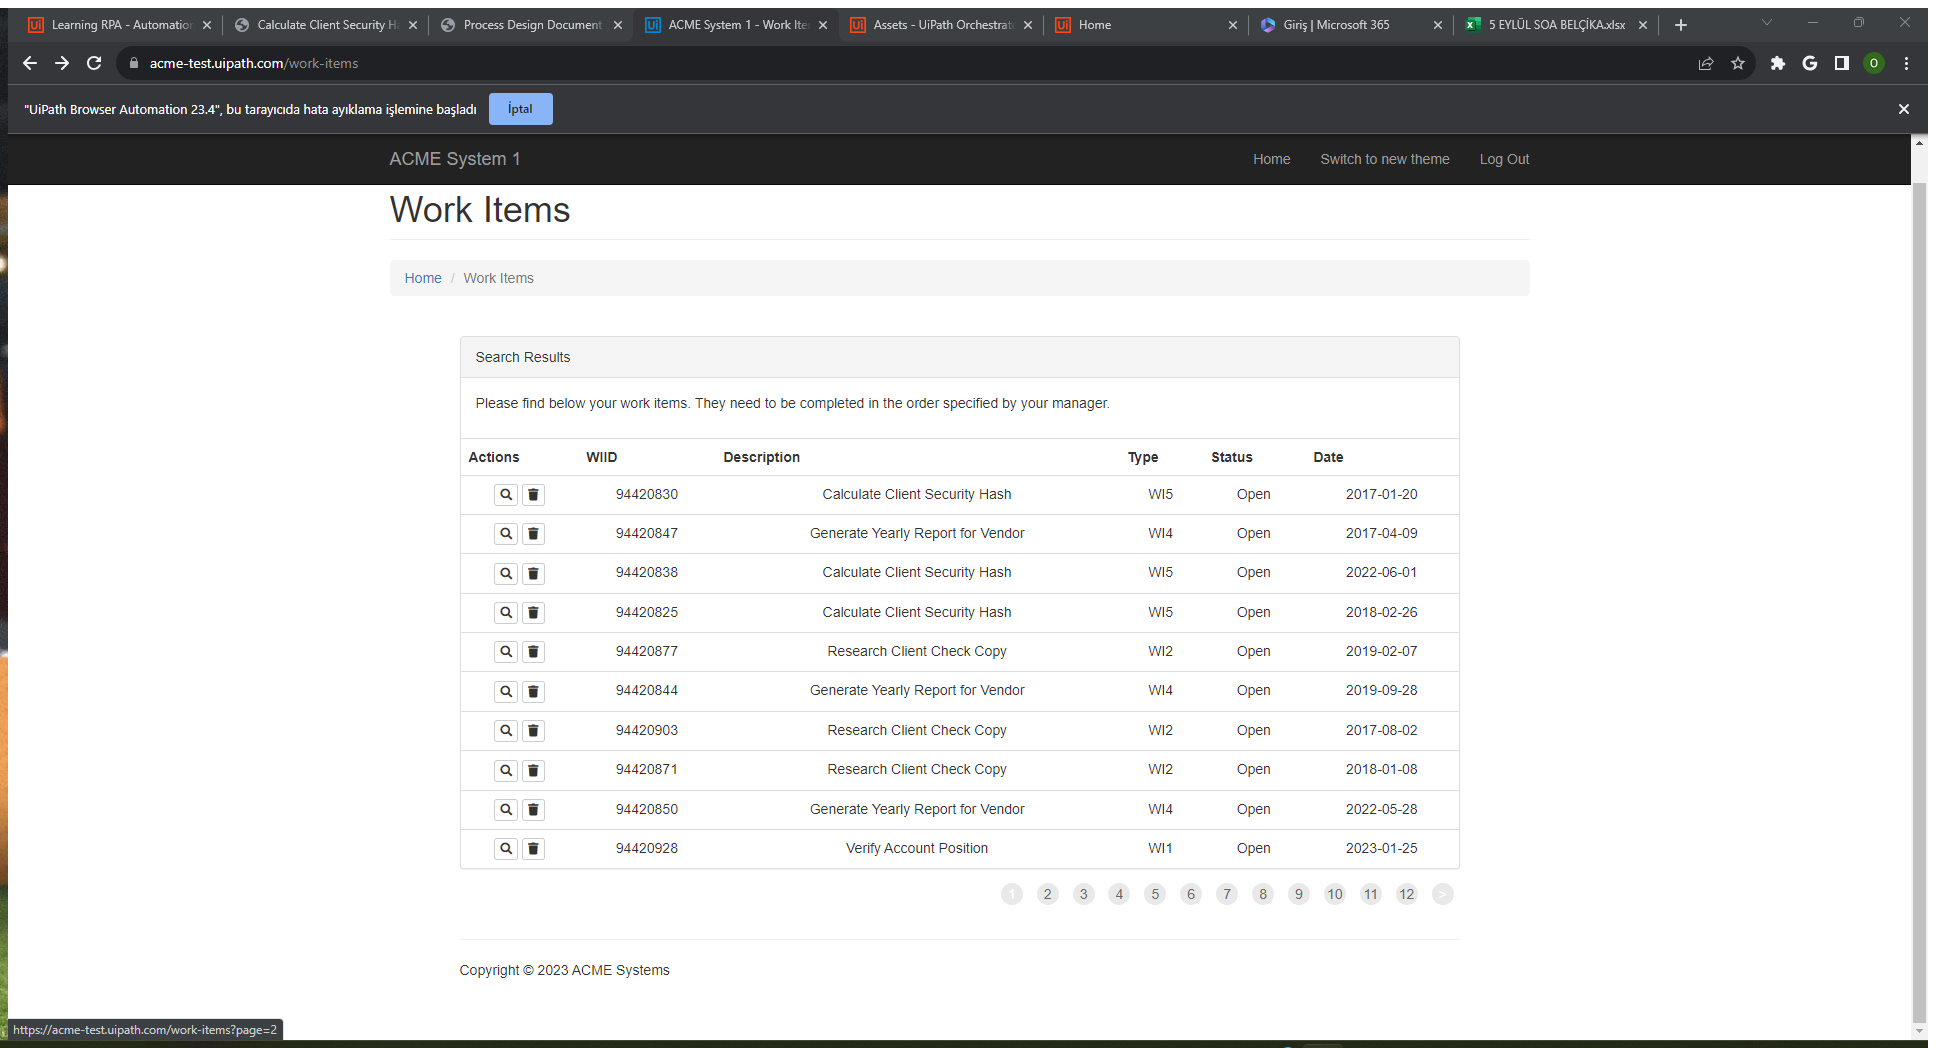 Learning RPA - Automation
Calculate Client Security H
Process Design Document
ACME System 1 - Work Ite
Assets - UiPath Orchestrat
Home
Giriş | Microsoft 365
5 EYLÜL SOA BELÇİKA.xlsx
acme-test.uipath.com/work-items
"UiPath Browser Automation 23.4", bu tarayıcıda hata ayıklama işlemine başladı İptal
ACME System 1 Home Switch to new theme Log Out
Work Items
Home / Work Items
Search Results
Please find below your work items. They need to be completed in the order specified by your manager.
Actions WIID Description Type Status Date
94420830 Calculate Client Security Hash WI5 Open 2017-01-20
94420847 Generate Yearly Report for Vendor WI4 Open 2017-04-09
94420838 Calculate Client Security Hash WI5 Open 2022-06-01
94420825 Calculate Client Security Hash WI5 Open 2018-02-26
94420877 Research Client Check Copy WI2 Open 2019-02-07
94420844 Generate Yearly Report for Vendor WI4 Open 2019-09-28
94420903 Research Client Check Copy WI2 Open 2017-08-02
94420871 Research Client Check Copy WI2 Open 2018-01-08
94420850 Generate Yearly Report for Vendor WI4 Open 2022-05-28
94420928 Verify Account Position WI1 Open 2023-01-25
1 2 3 4 5 6 7 8 9 10 11 12 >
Copyright © 2023 ACME Systems
https://acme-test.uipath.com/work-items?page=2